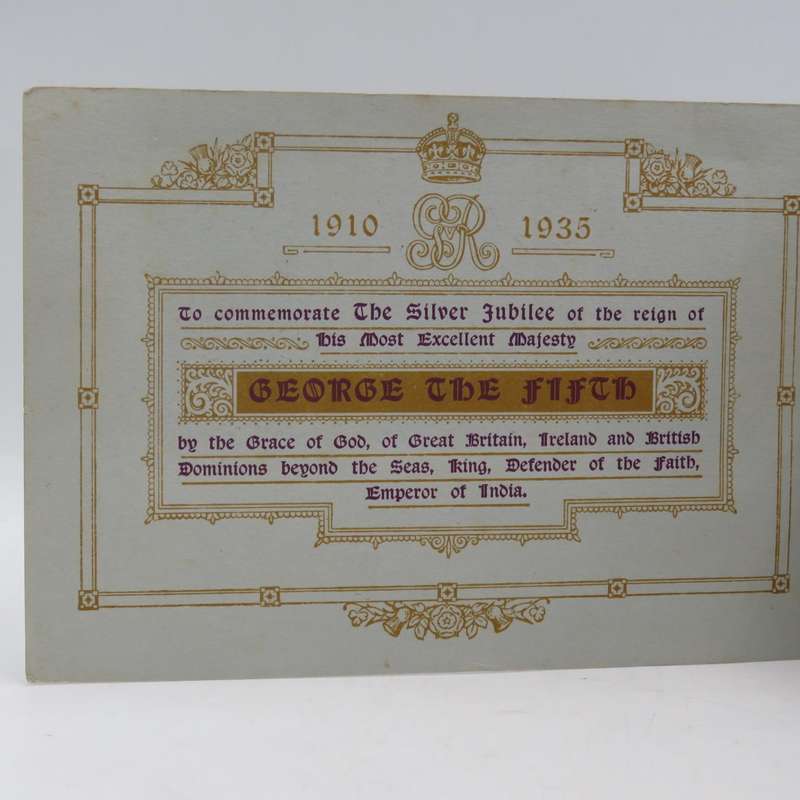 1910 GVR 1935
To commemorate The Silver Jubilee of the reign of
His Most Excellent Majesty
GEORGE THE FIFTH
by the Grace of God, of Great Britain, Ireland and British
Dominions beyond the Seas, King, Defender of the Faith,
Emperor of India.